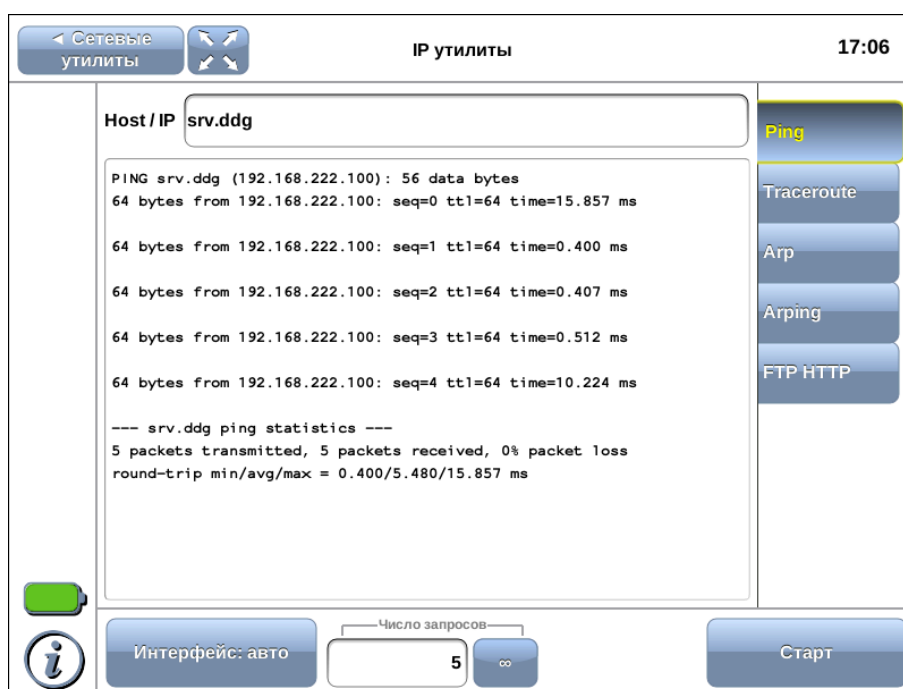 ◄ Сетевые
утилиты
IP утилиты
17:06
Host / IP srv.ddg
Ping
Traceroute
Arp
Arping
FTP HTTP
PING srv.ddg (192.168.222.100): 56 data bytes
64 bytes from 192.168.222.100: seq=0 ttl=64 time=15.857 ms
64 bytes from 192.168.222.100: seq=1 ttl=64 time=0.400 ms
64 bytes from 192.168.222.100: seq=2 ttl=64 time=0.407 ms
64 bytes from 192.168.222.100: seq=3 ttl=64 time=0.512 ms
64 bytes from 192.168.222.100: seq=4 ttl=64 time=10.224 ms
--- srv.ddg ping statistics ---
5 packets transmitted, 5 packets received, 0% packet loss
round-trip min/avg/max = 0.400/5.480/15.857 ms
i
Интерфейс: авто
Число запросов
5
∞
Старт